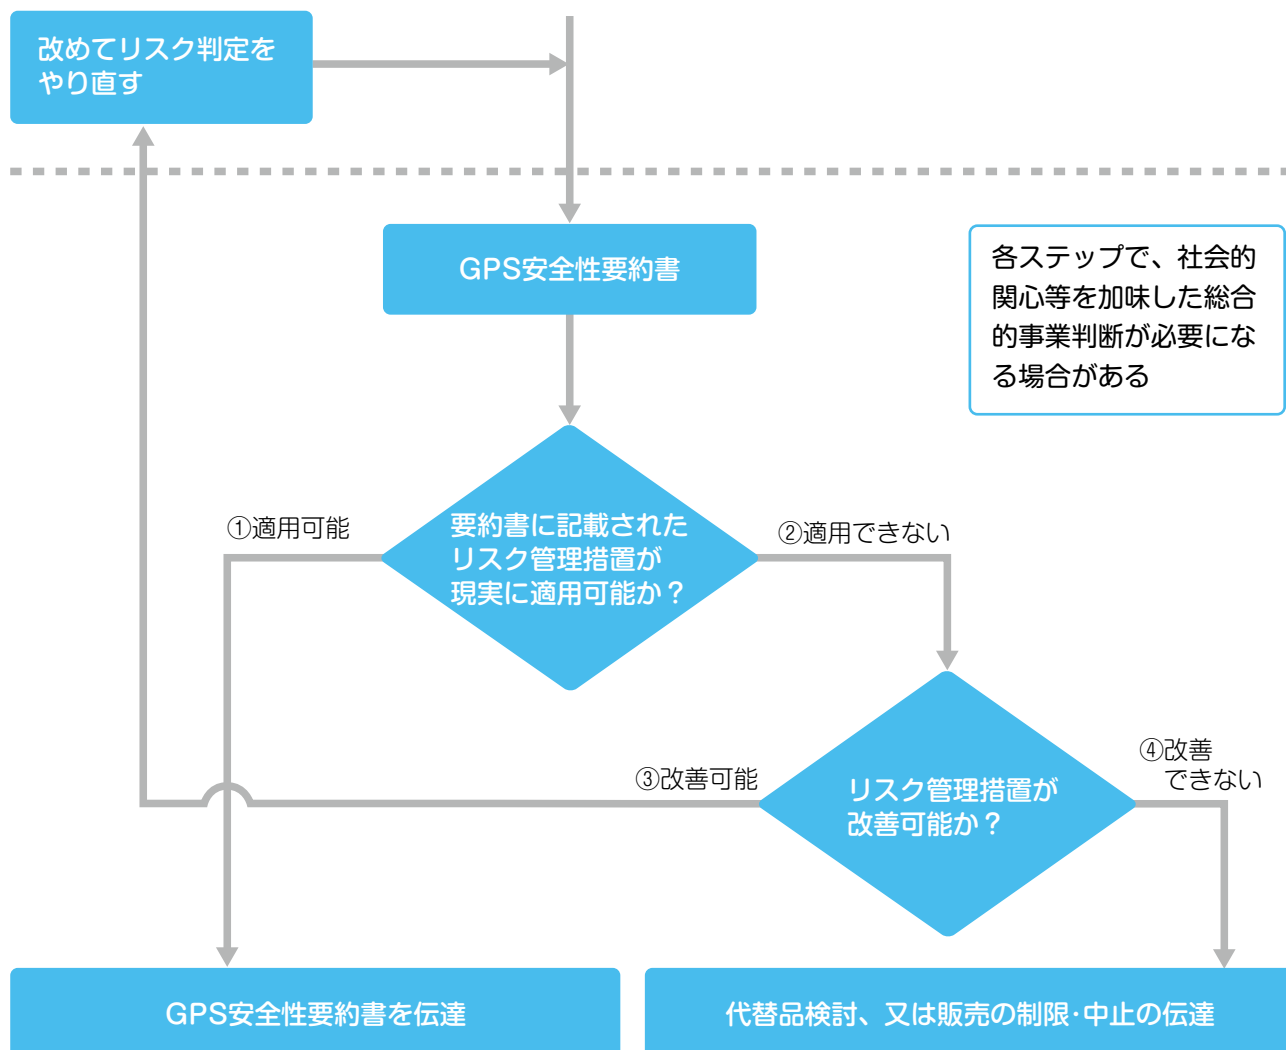 改めてリスク判定を
やり直す
GPS安全性要約書
各ステップで、社会的
関心等を加味した総合
的事業判断が必要にな
る場合がある
①適用可能
要約書に記載された
リスク管理措置が
現実に適用可能か？
②適用できない
③改善可能
リスク管理措置が
改善可能か？
④改善
できない
GPS安全性要約書を伝達
代替品検討、又は販売の制限･中止の伝達